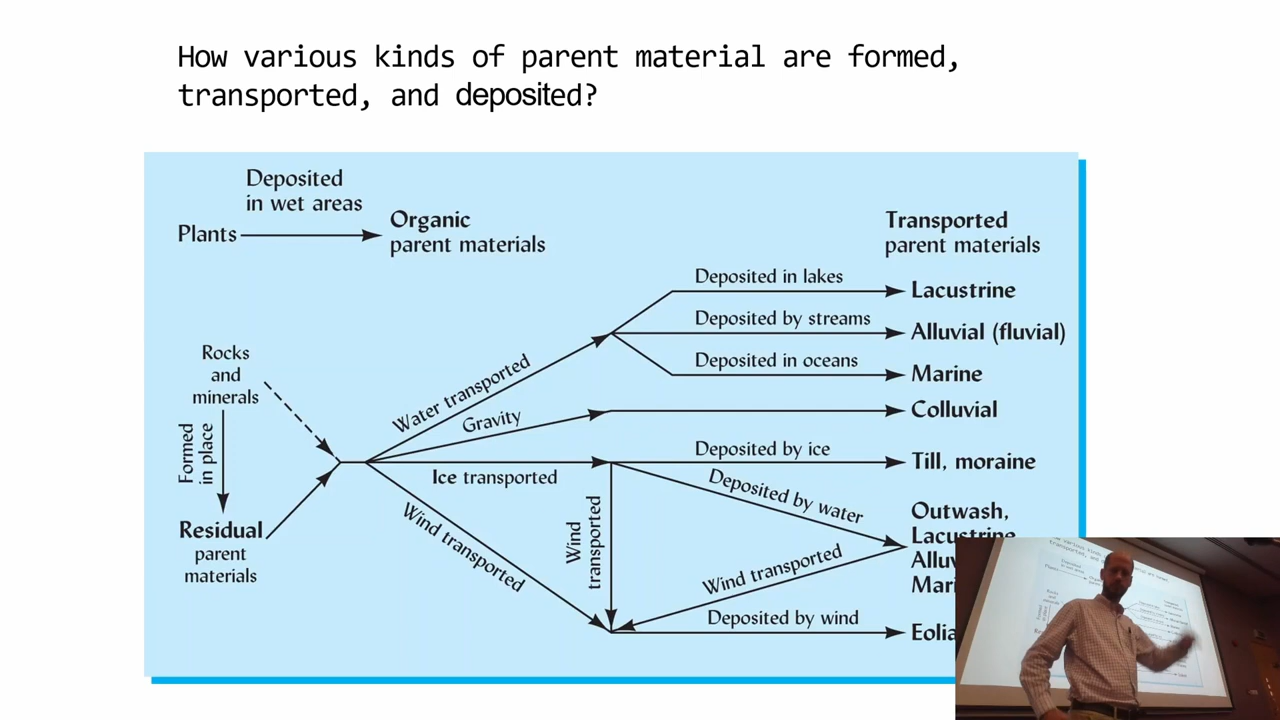 How various kinds of parent material are formed,
transported, and deposited?
Deposited
in wet areas
Plants
Organic
parent materials
Transported
parent materials
Deposited in lakes
Lacustrine
Deposited by streams
Alluvial (fluvial)
Deposited in oceans
Marine
Rocks
and
minerals
Water transported
Gravity
Colluvial
Formed
in place
Deposited by ice
Till, moraine
Ice transported
Deposited by water
Wind transported
Wind
transported
Residual
parent
materials
Outwash,
Lacustrine
Wind transported
Deposited by wind